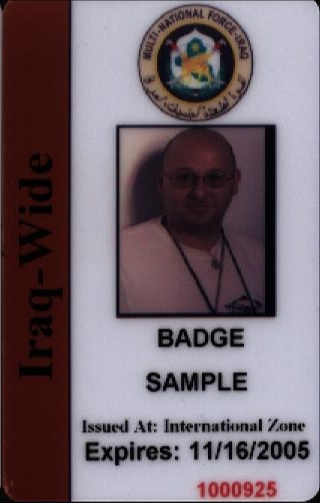 MULTI-NATIONAL FORCE-IRAQ
Iraq-Wide
BADGE
SAMPLE
Issued At: International Zone
Expires: 11/16/2005
1000925